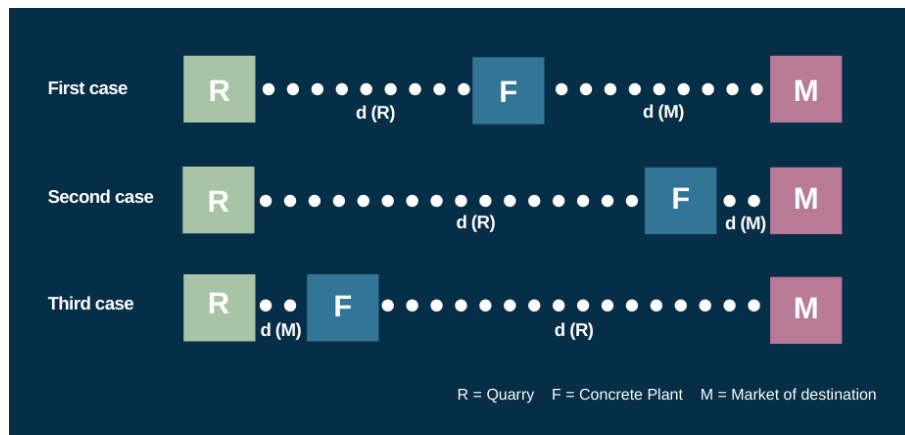 First case R F M
d (R) d (M)
Second case R F M
d (R) d (M)
Third case R F M
d (M) d (R)
R = Quarry F = Concrete Plant M = Market of destination